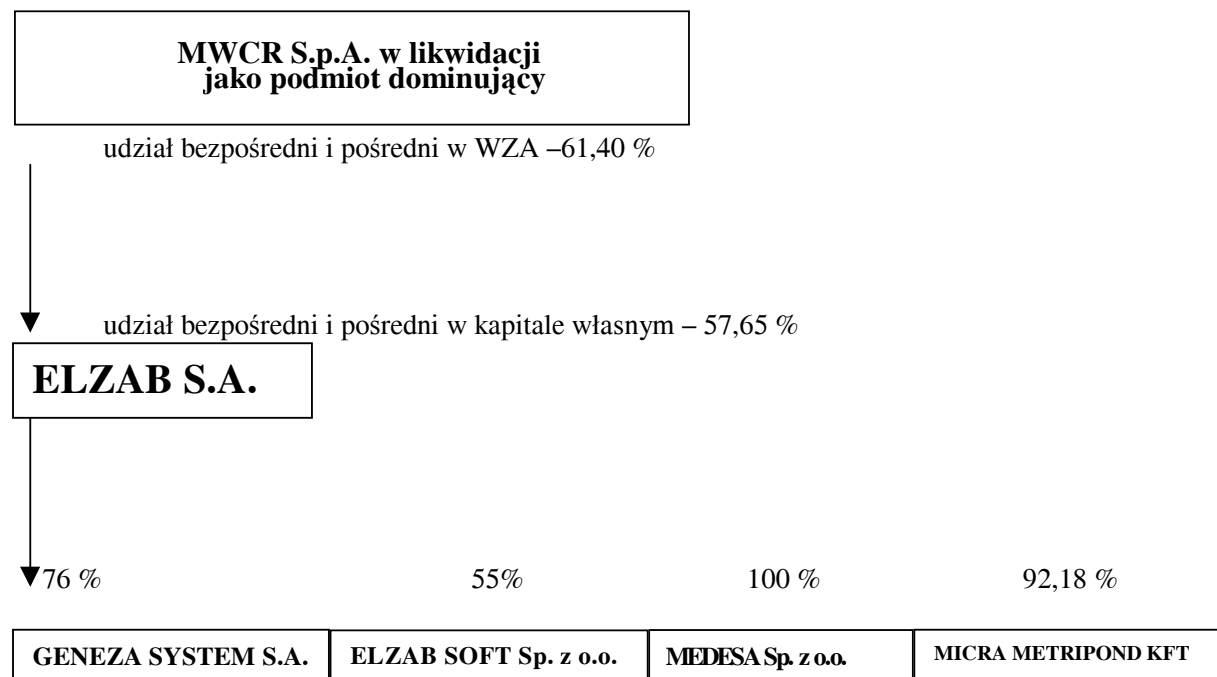 MWCR S.p.A. w likwidacji
jako podmiot dominujący
udział bezpośredni i pośredni w WZA –61,40 %
udział bezpośredni i pośredni w kapitale własnym – 57,65 %
ELZAB S.A.
76 % 55% 100 % 92,18 %
GENEZA SYSTEM S.A. ELZAB SOFT Sp. z o.o. MEDESA Sp. z o.o. MICRA METRIPOND KFT